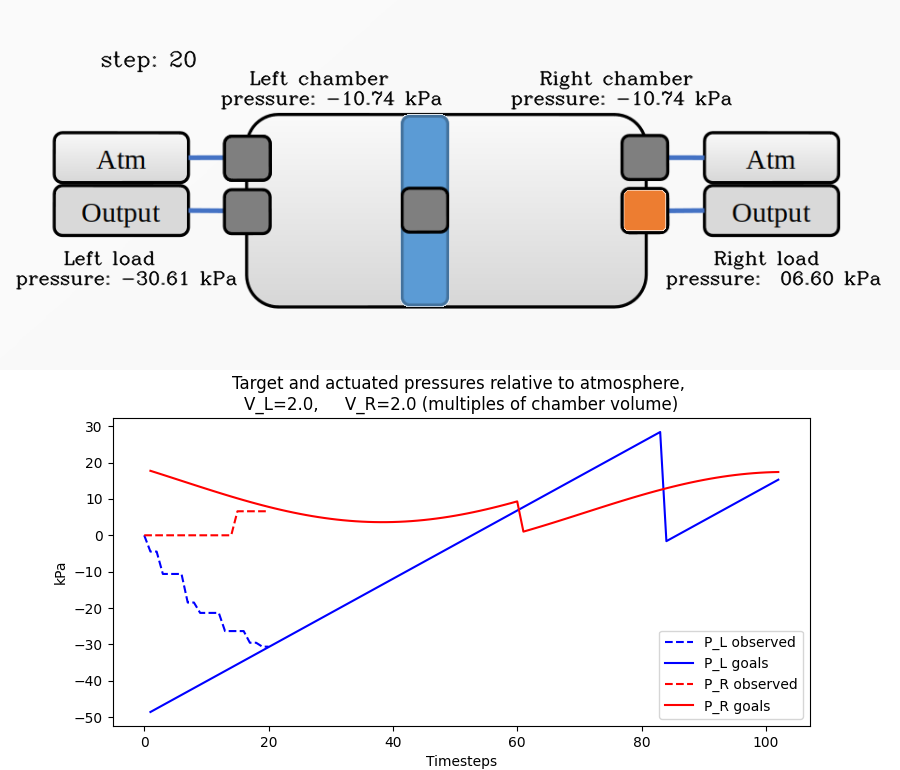 step: 20
Left chamber
pressure: −10.74 kPa
Right chamber
pressure: −10.74 kPa
Atm
Output
Atm
Output
Left load
pressure: −30.61 kPa
Right load
pressure:  06.60 kPa
Target and actuated pressures relative to atmosphere,
V_L=2.0,     V_R=2.0 (multiples of chamber volume)
30
20
10
0
−10
−20
−30
−40
−50
kPa
P_L observed
P_L goals
P_R observed
P_R goals
0 20 40 60 80 100
Timesteps